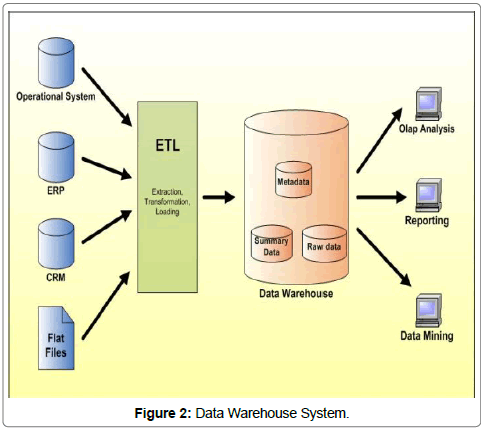 Operational System
ERP
CRM
Flat
Files
ETL
Extraction,
Transformation,
Loading
Metadata
Summary
Data
Raw data
Data Warehouse
Olap Analysis
Reporting
Data Mining
Figure 2: Data Warehouse System.